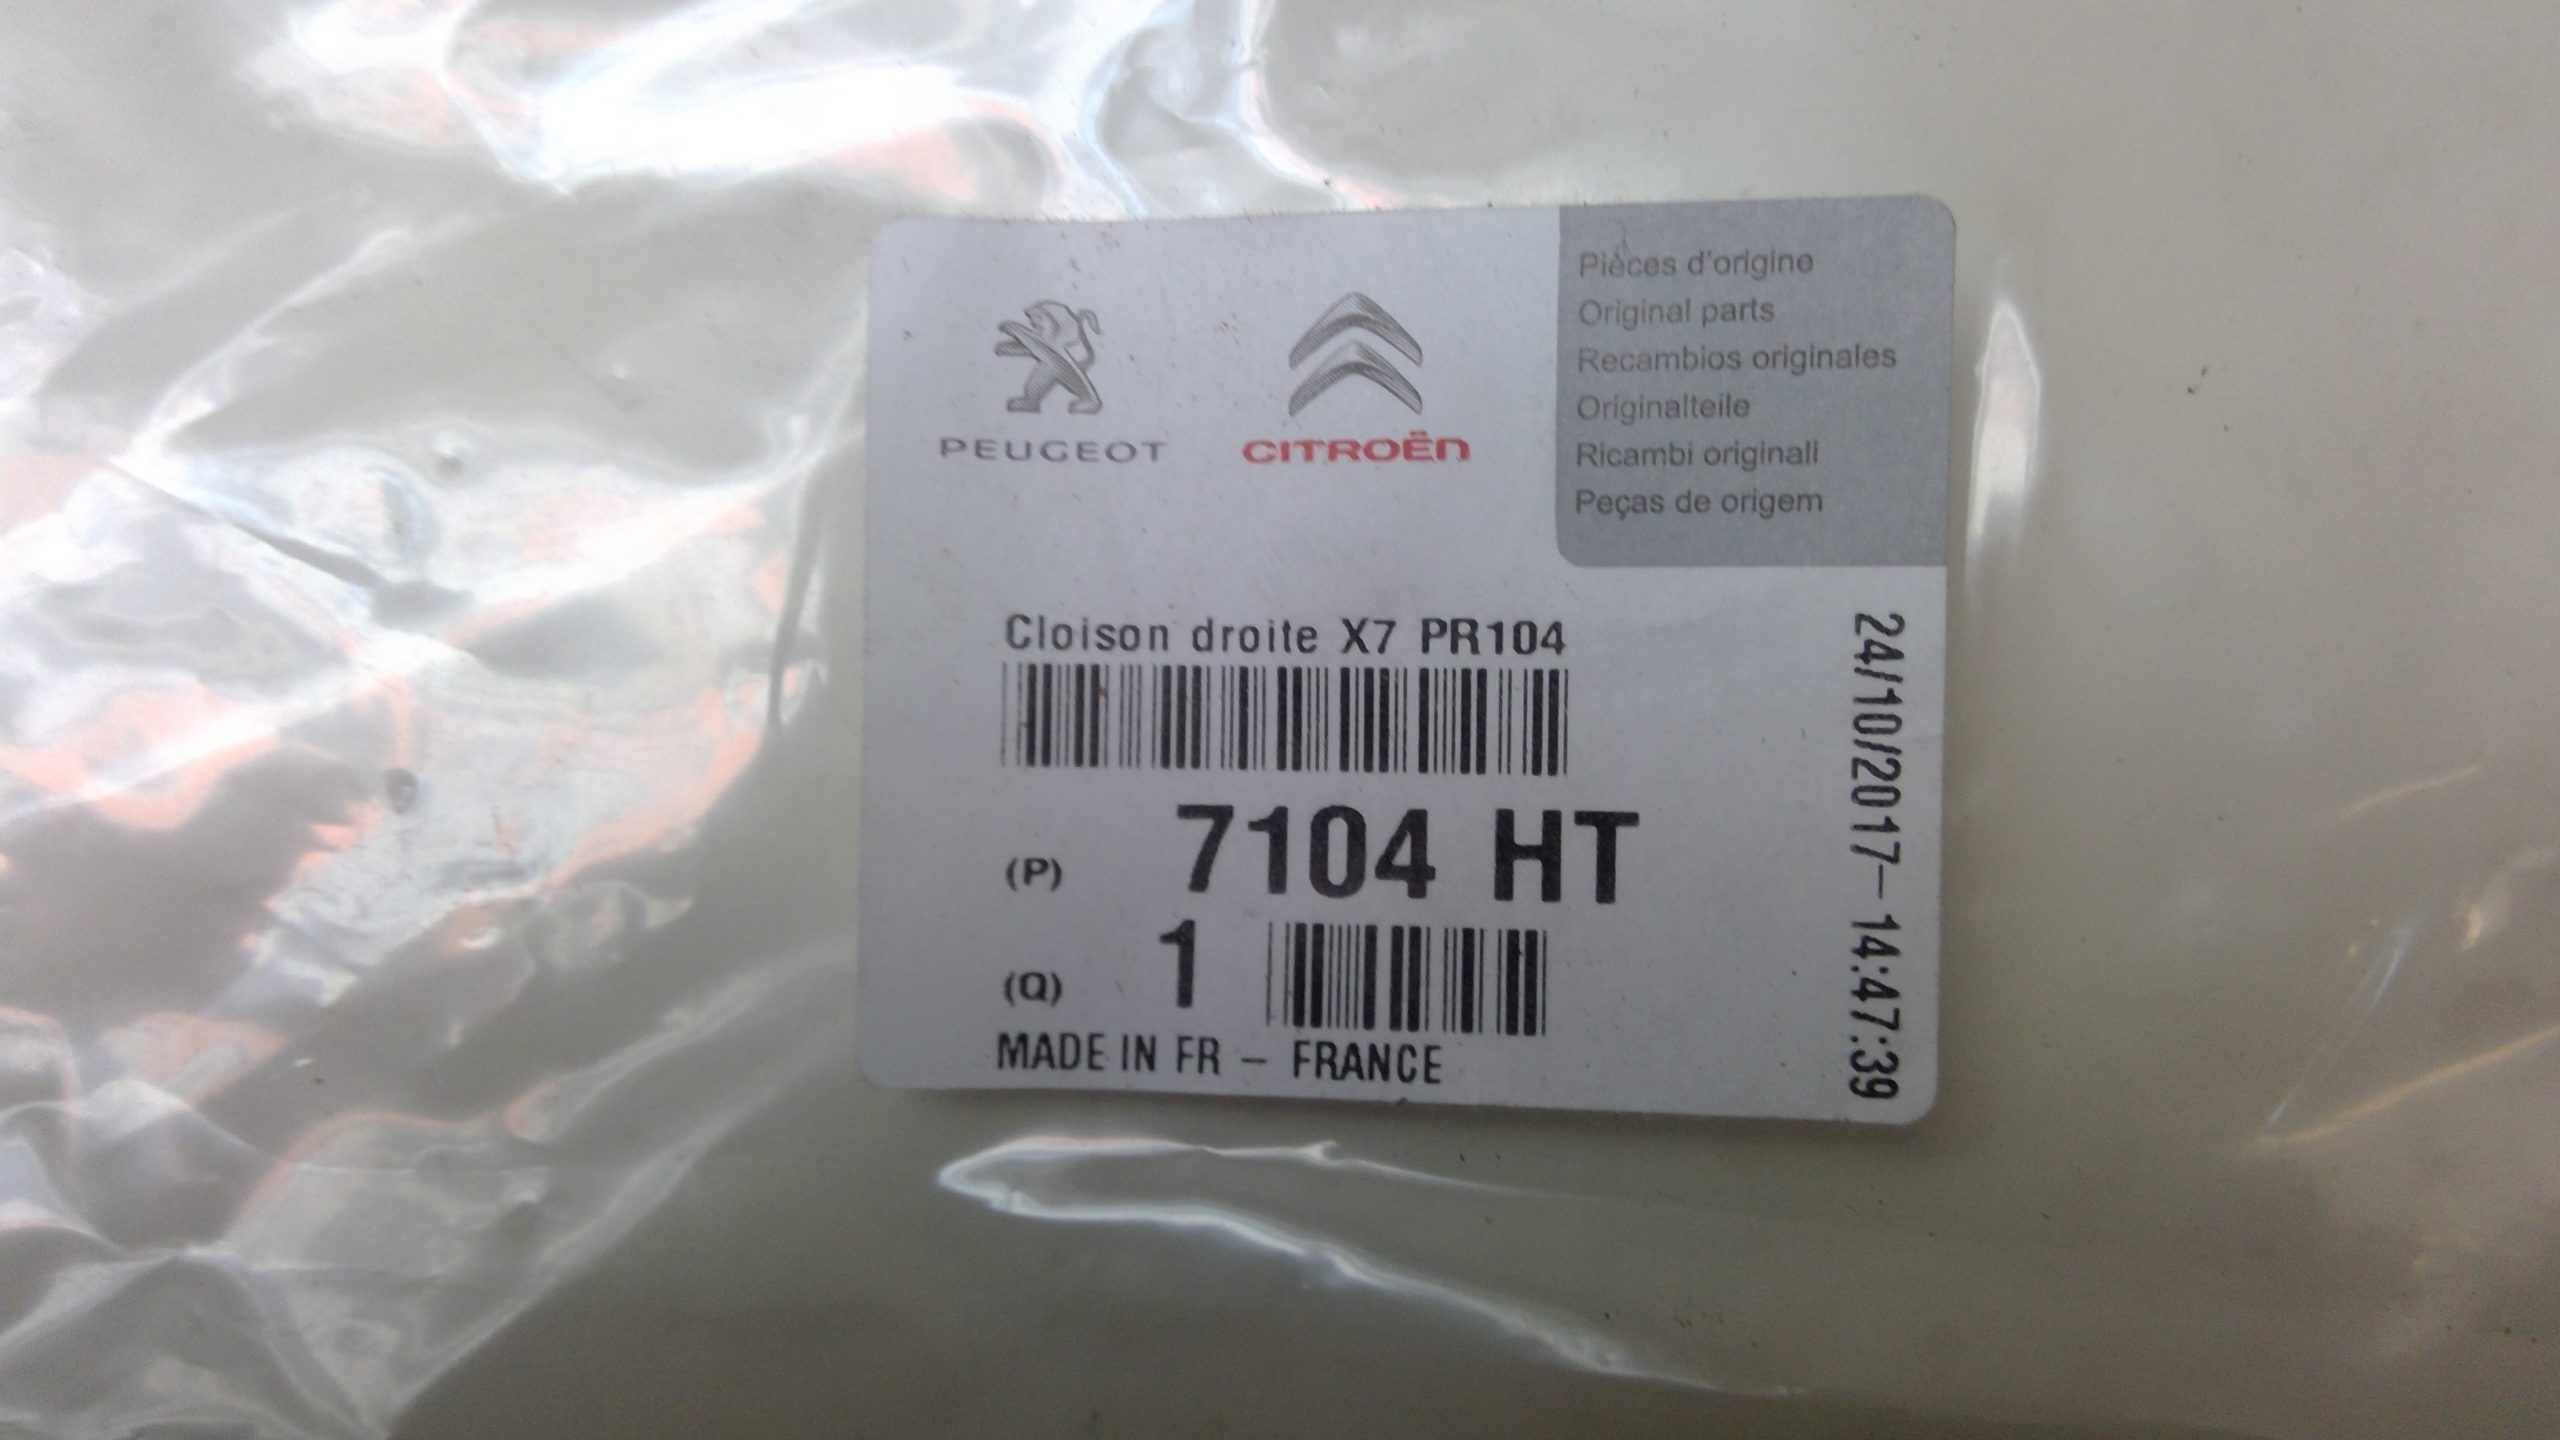 PEUGEOT
CITROËN
Pièces d'origine
Original parts
Recambios originales
Originalteile
Ricambi originali
Peças de origem
Cloison droite X7 PR104
(P) 7104 HT
(Q) 1
MADE IN FR - FRANCE
24/10/2017-14:47:39